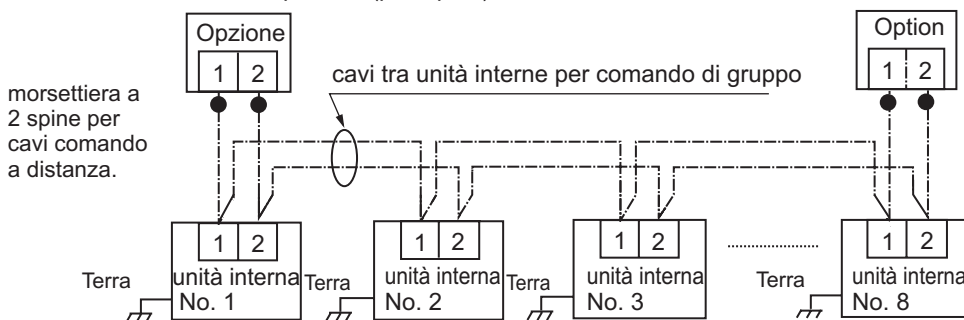 Opzione
1 2
Option
1 2
cavi tra unità interne per comando di gruppo
morsettiera a
2 spine per
cavi comando
a distanza.
1 2
1 2
1 2
1 2
Terra
unità interna
No. 1
Terra
unità interna
No. 2
Terra
unità interna
No. 3
Terra
unità interna
No. 8